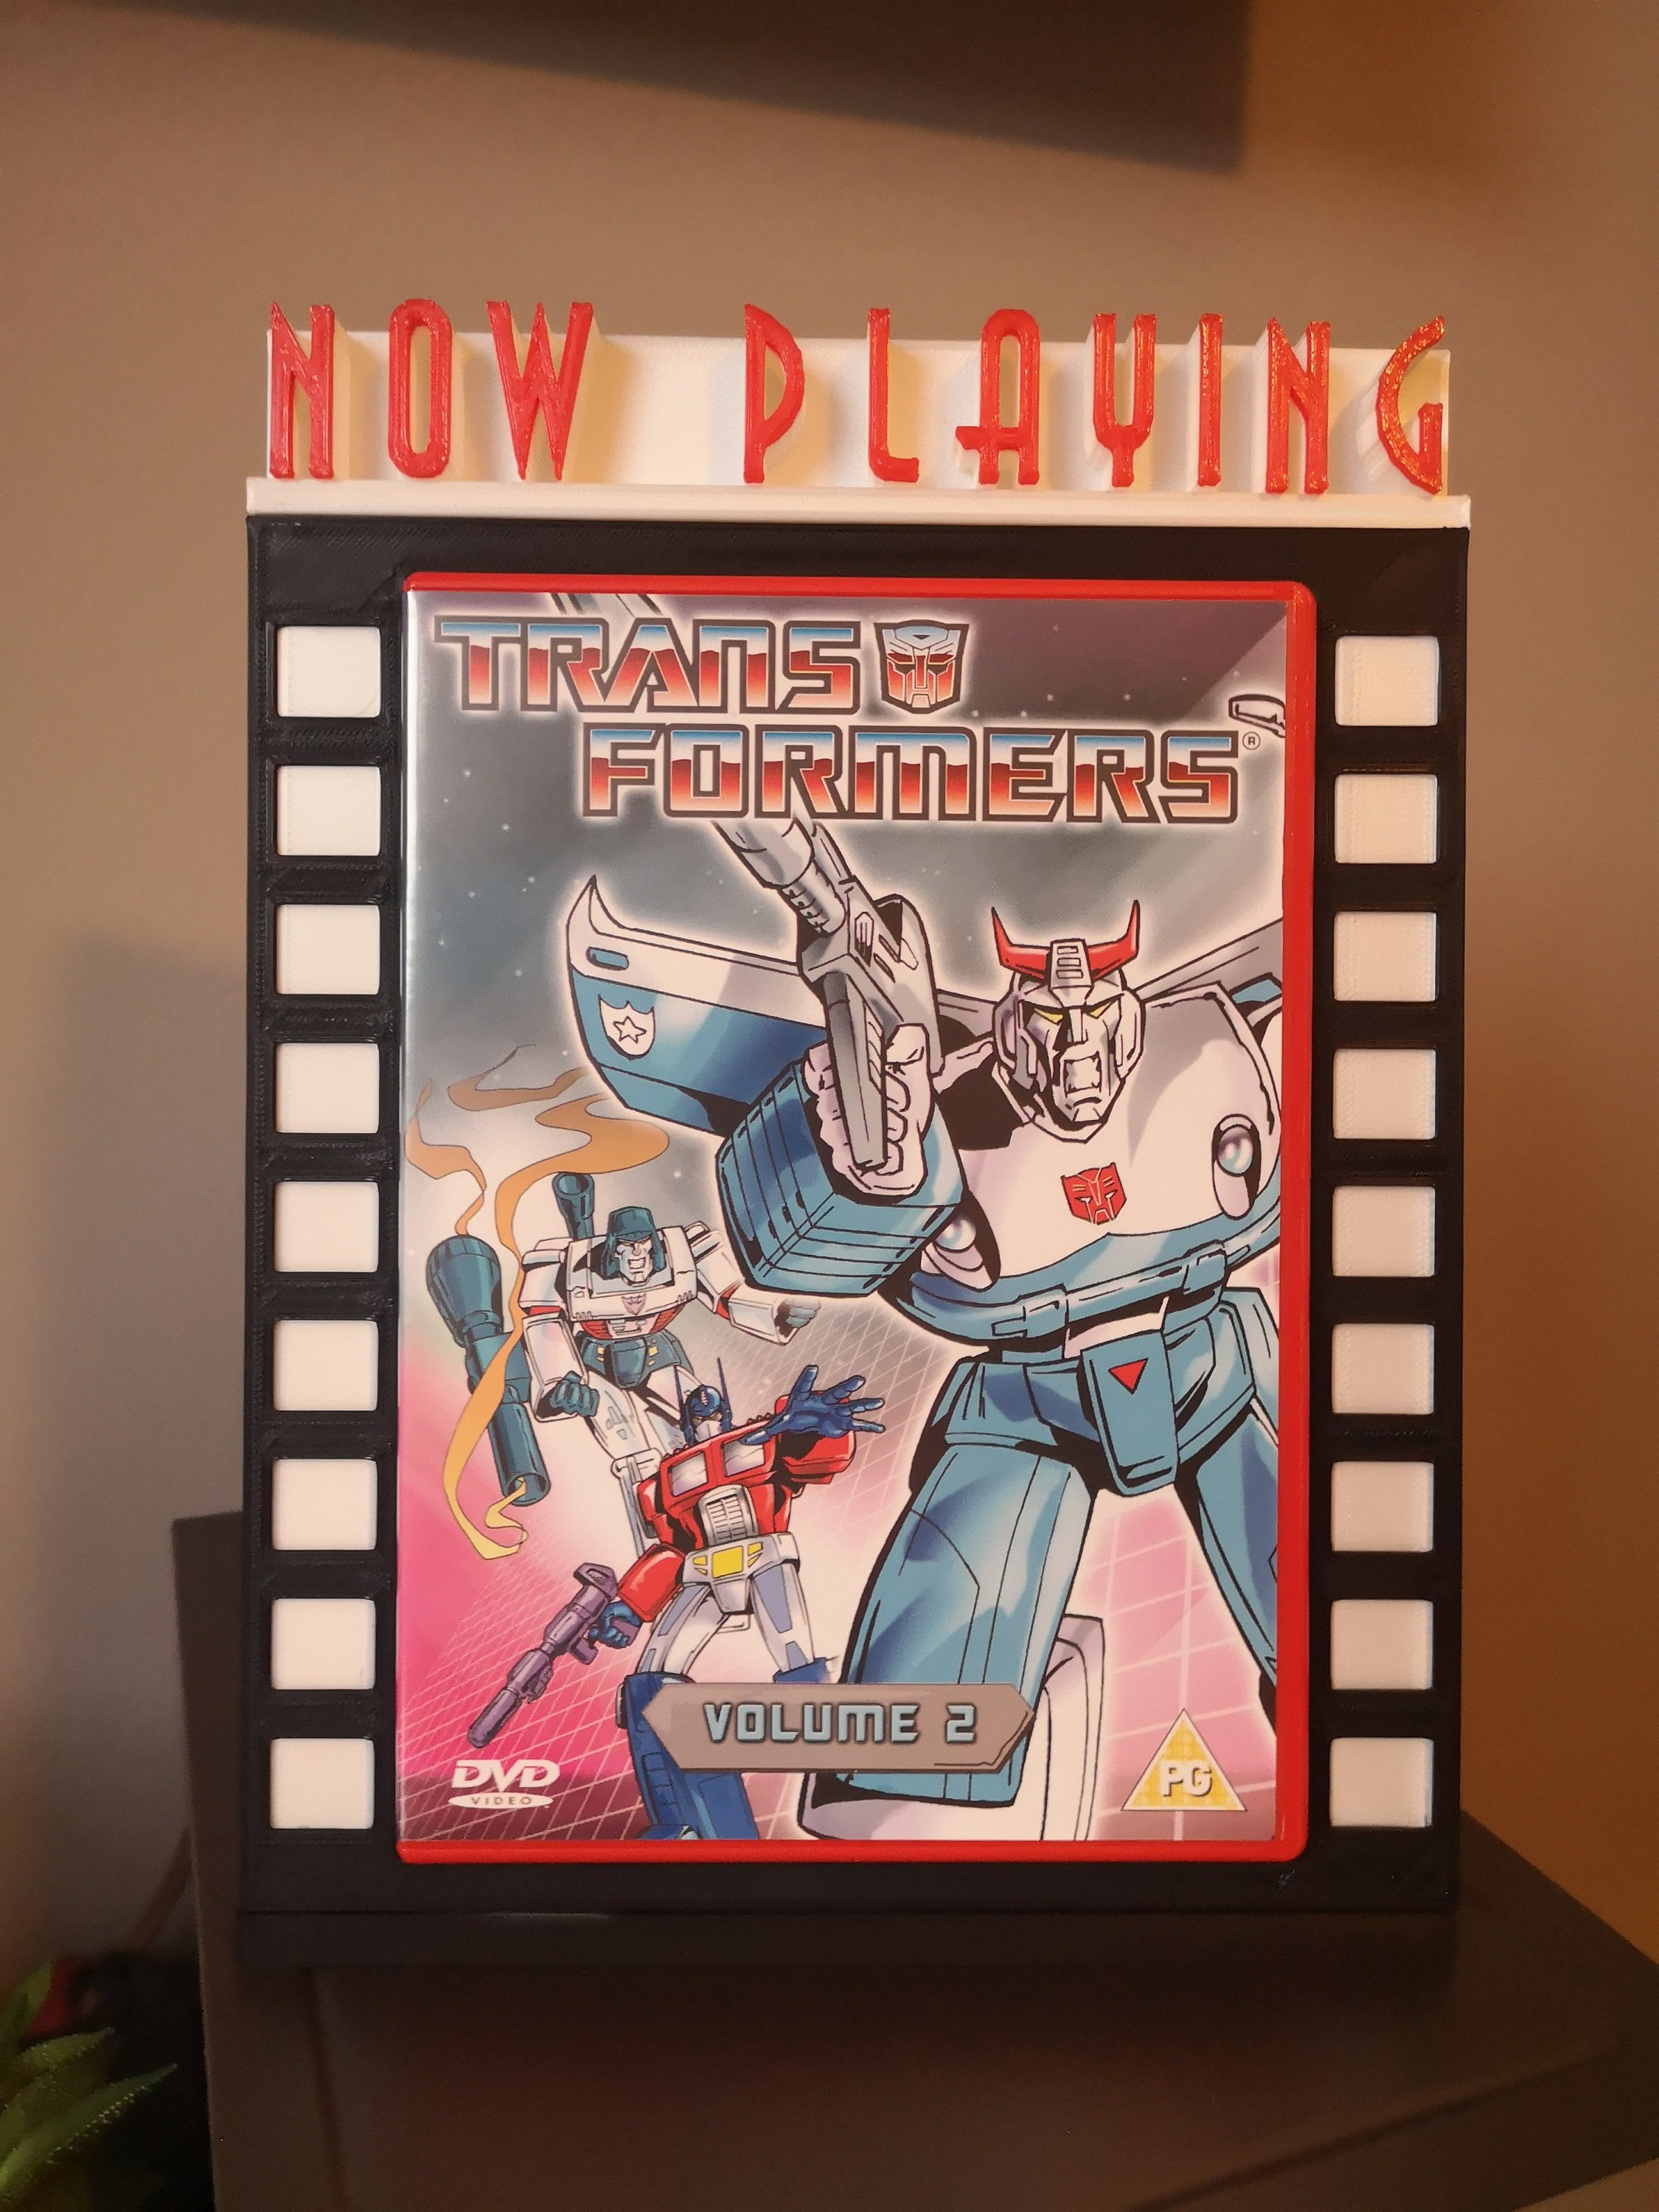 NOW PLAYING
TRANS
FORMERS®
VOLUME 2
DVD
VIDEO
PG